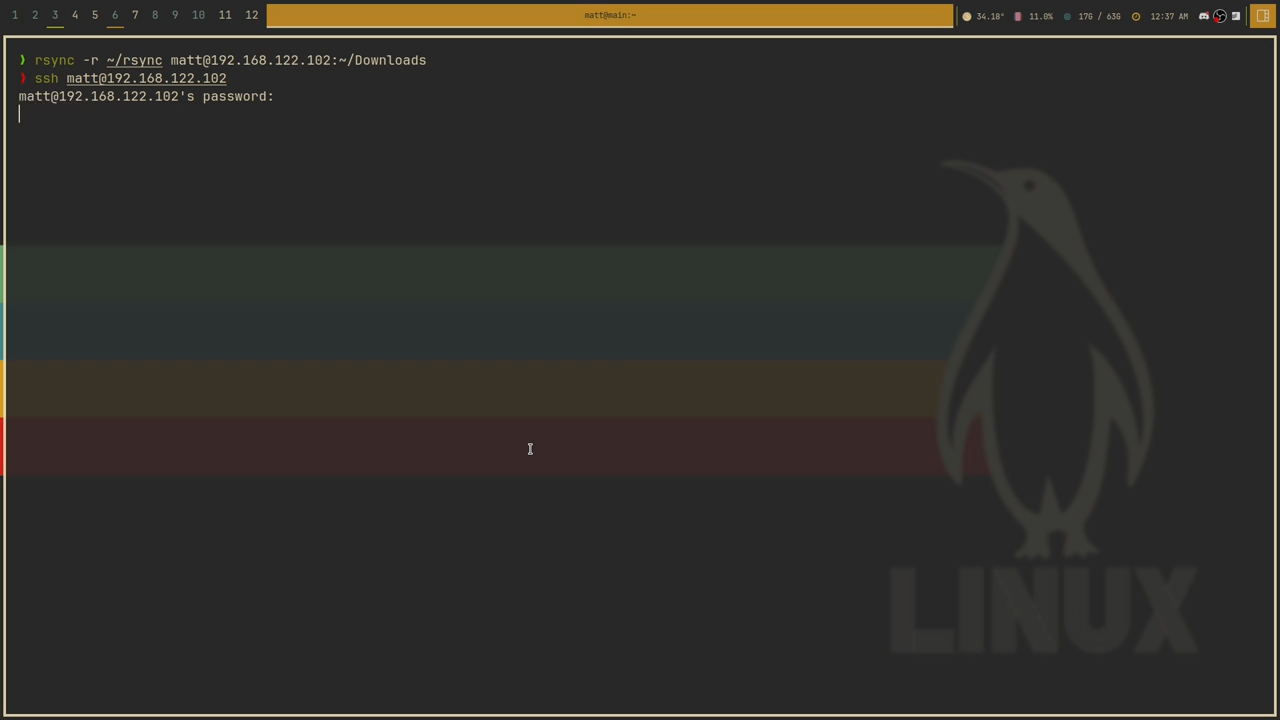 1 2 3 4 5 6 7 8 9 10 11 12 matt@main:~ 34.18° 11.0% 17G / 63G 12:37 AM
❯ rsync -r ~/rsync matt@192.168.122.102:~/Downloads
❯ ssh matt@192.168.122.102
matt@192.168.122.102's password:
LINUX